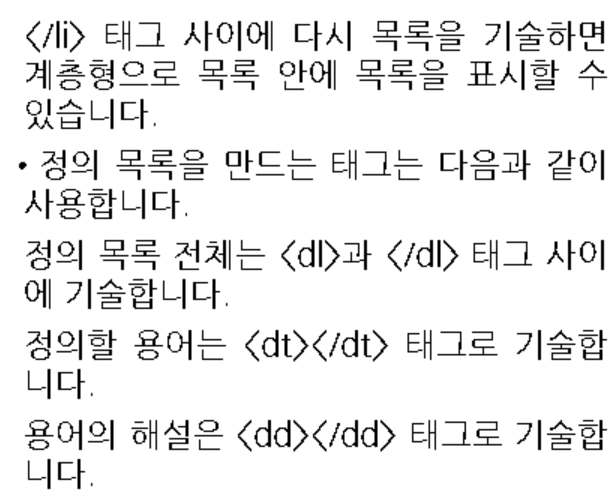 </li> 태그 사이에 다시 목록을 기술하면
계층형으로 목록 안에 목록을 표시할 수
있습니다.
• 정의 목록을 만드는 태그는 다음과 같이
사용합니다.
정의 목록 전체는 <dl>과 </dl> 태그 사이
에 기술합니다.
정의할 용어는 <dt></dt> 태그로 기술합
니다.
용어의 해설은 <dd></dd> 태그로 기술합
니다.